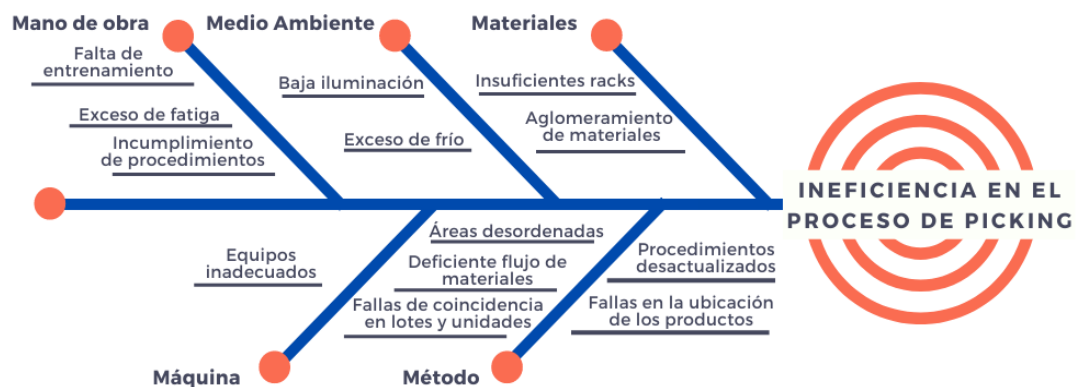 Mano de obra
Falta de
entrenamiento
Exceso de fatiga
Incumplimiento
de procedimientos
Medio Ambiente
Baja iluminación
Exceso de frío
Materiales
Insuficientes racks
Aglomeramiento
de materiales
INEFICIENCIA EN EL
PROCESO DE PICKING
Equipos
inadecuados
Máquina
Áreas desordenadas
Deficiente flujo de
materiales
Fallas de coincidencia
en lotes y unidades
Procedimientos
desactualizados
Fallas en la ubicación
de los productos
Método